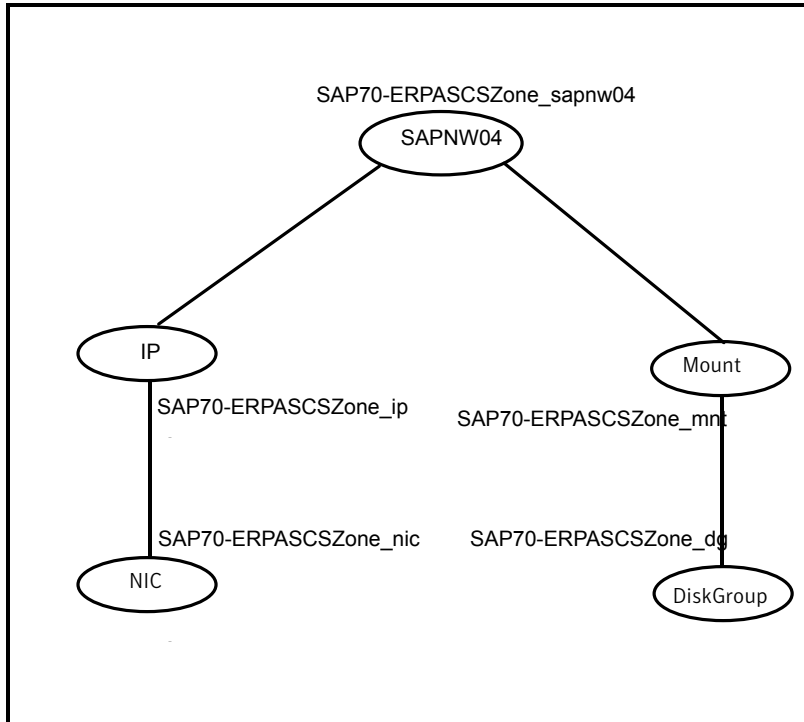 SAP70-ERPASCSZone_sapnw04
SAPNW04
IP
Mount
SAP70-ERPASCSZone_ip
SAP70-ERPASCSZone_mnt
SAP70-ERPASCSZone_nic
SAP70-ERPASCSZone_dg
NIC
DiskGroup